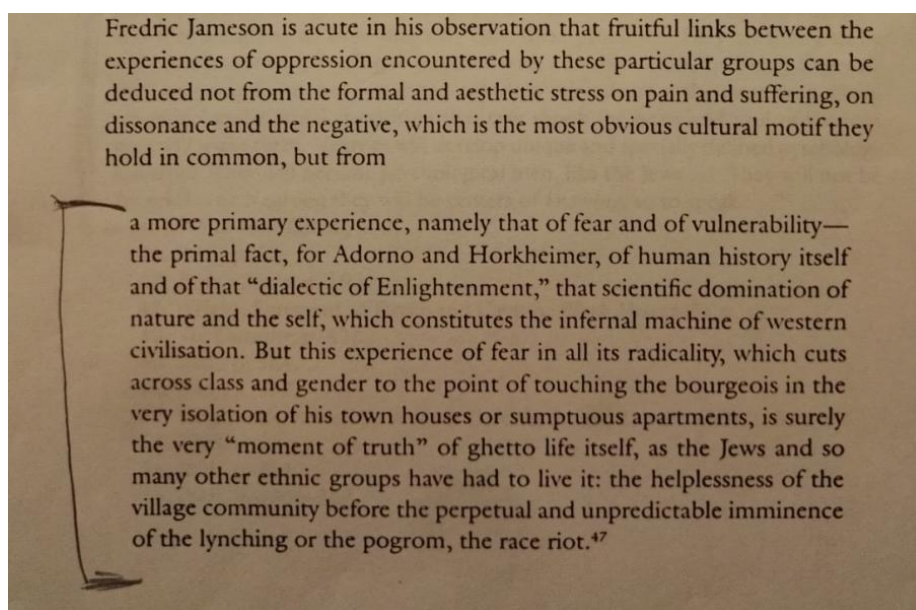 Fredric Jameson is acute in his observation that fruitful links between the
experiences of oppression encountered by these particular groups can be
deduced not from the formal and aesthetic stress on pain and suffering, on
dissonance and the negative, which is the most obvious cultural motif they
hold in common, but from
a more primary experience, namely that of fear and of vulnerability—
the primal fact, for Adorno and Horkheimer, of human history itself
and of that “dialectic of Enlightenment,” that scientific domination of
nature and the self, which constitutes the infernal machine of western
civilisation. But this experience of fear in all its radicality, which cuts
across class and gender to the point of touching the bourgeois in the
very isolation of his town houses or sumptuous apartments, is surely
the very “moment of truth” of ghetto life itself, as the Jews and so
many other ethnic groups have had to live it: the helplessness of the
village community before the perpetual and unpredictable imminence
of the lynching or the pogrom, the race riot.47